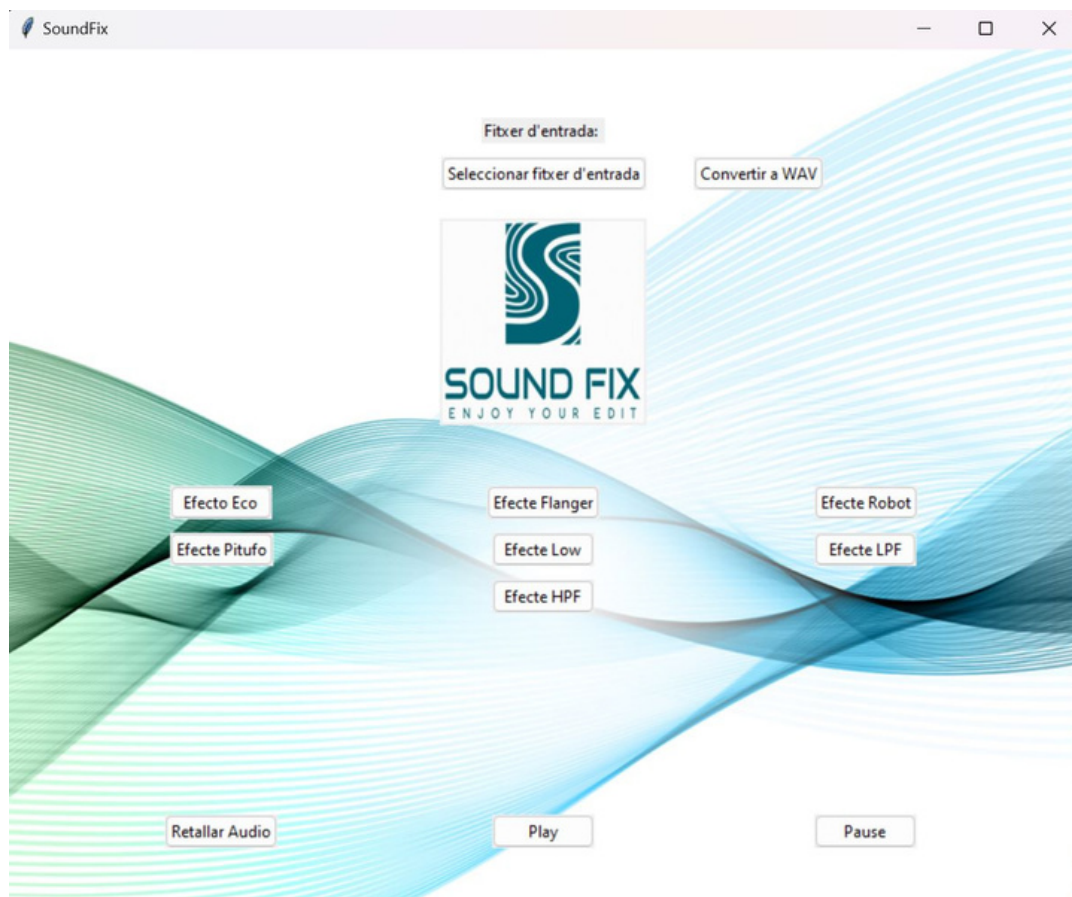 SoundFix
Fitxer d'entrada:
Seleccionar fitxer d'entrada Convertir a WAV
SOUND FIX
ENJOY YOUR EDIT
Efecto Eco Efecte Flanger Efecte Robot
Efecte Pitufo Efecte Low Efecte LPF
Efecte HPF
Retallar Audio Play Pause